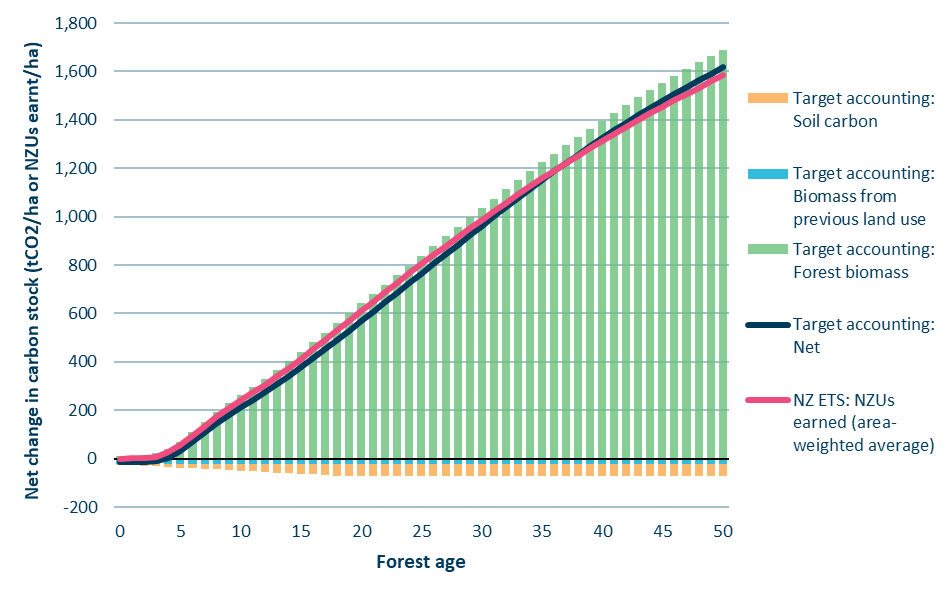 Net change in carbon stock (tCO2/ha or NZUs earnt/ha)
1,800
1,600
1,400
1,200
1,000
800
600
400
200
0
-200
0 5 10 15 20 25 30 35 40 45 50
Forest age
Target accounting:
Soil carbon
Target accounting:
Biomass from
previous land use
Target accounting:
Forest biomass
Target accounting:
Net
NZ ETS: NZUs
earned (area-
weighted average)